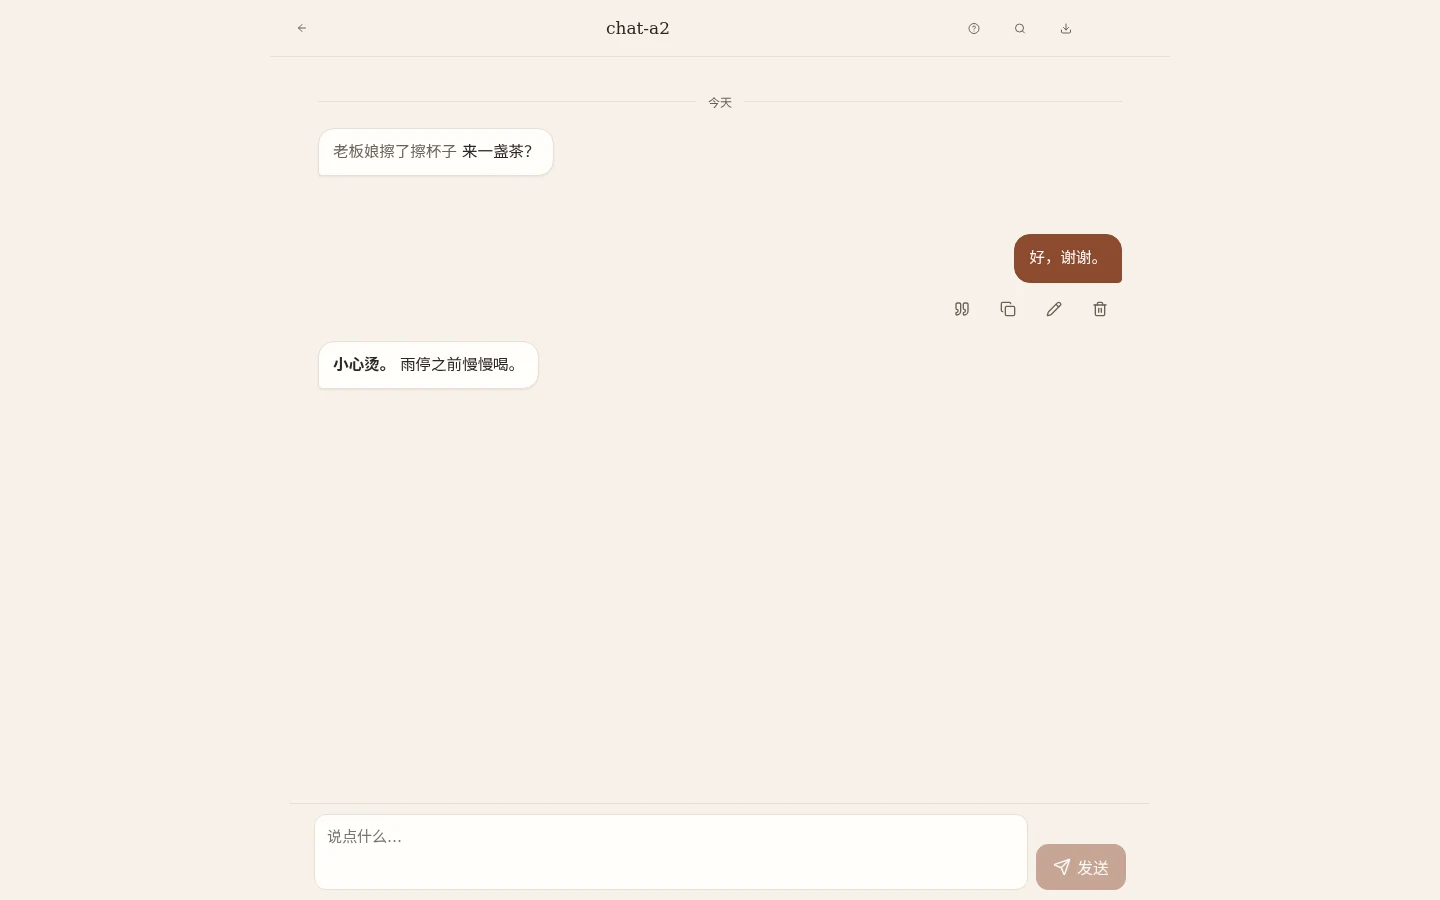 chat-a2
今天
老板娘擦了擦杯子 来一盏茶？
好，谢谢。
小心烫。 雨停之前慢慢喝。
说点什么…
发送